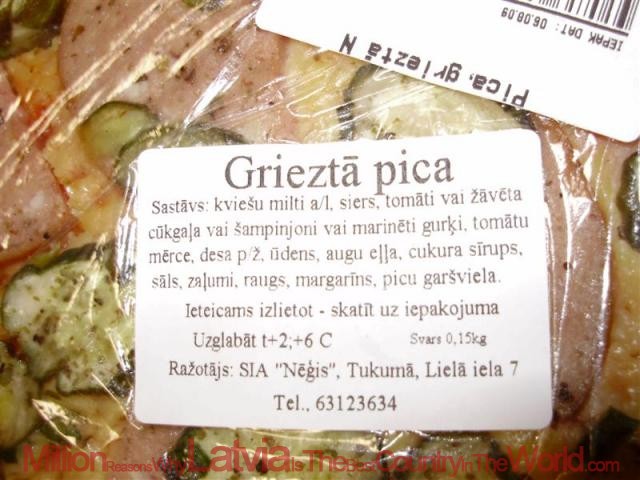 IEPAK DAT: 06.08.09
Pica, grieztā N
Grieztā pica
Sastāvs: kviešu milti a/l, siers, tomāti vai žāvēta
cūkgaļa vai šampinjoni vai marinēti gurķi, tomātu
mērce, desa p/ž, ūdens, augu eļļa, cukura sīrups,
sāls, zaļumi, raugs, margarīns, picu garšviela.
Ieteicams izlietot - skatīt uz iepakojuma
Uzglabāt t+2;+6 C Svars 0,15kg
Ražotājs: SIA "Nēģis", Tukumā, Lielā iela 7
Tel., 63123634
MillionReasonsWhyLatviaIsTheBestCountryInTheWorld.com